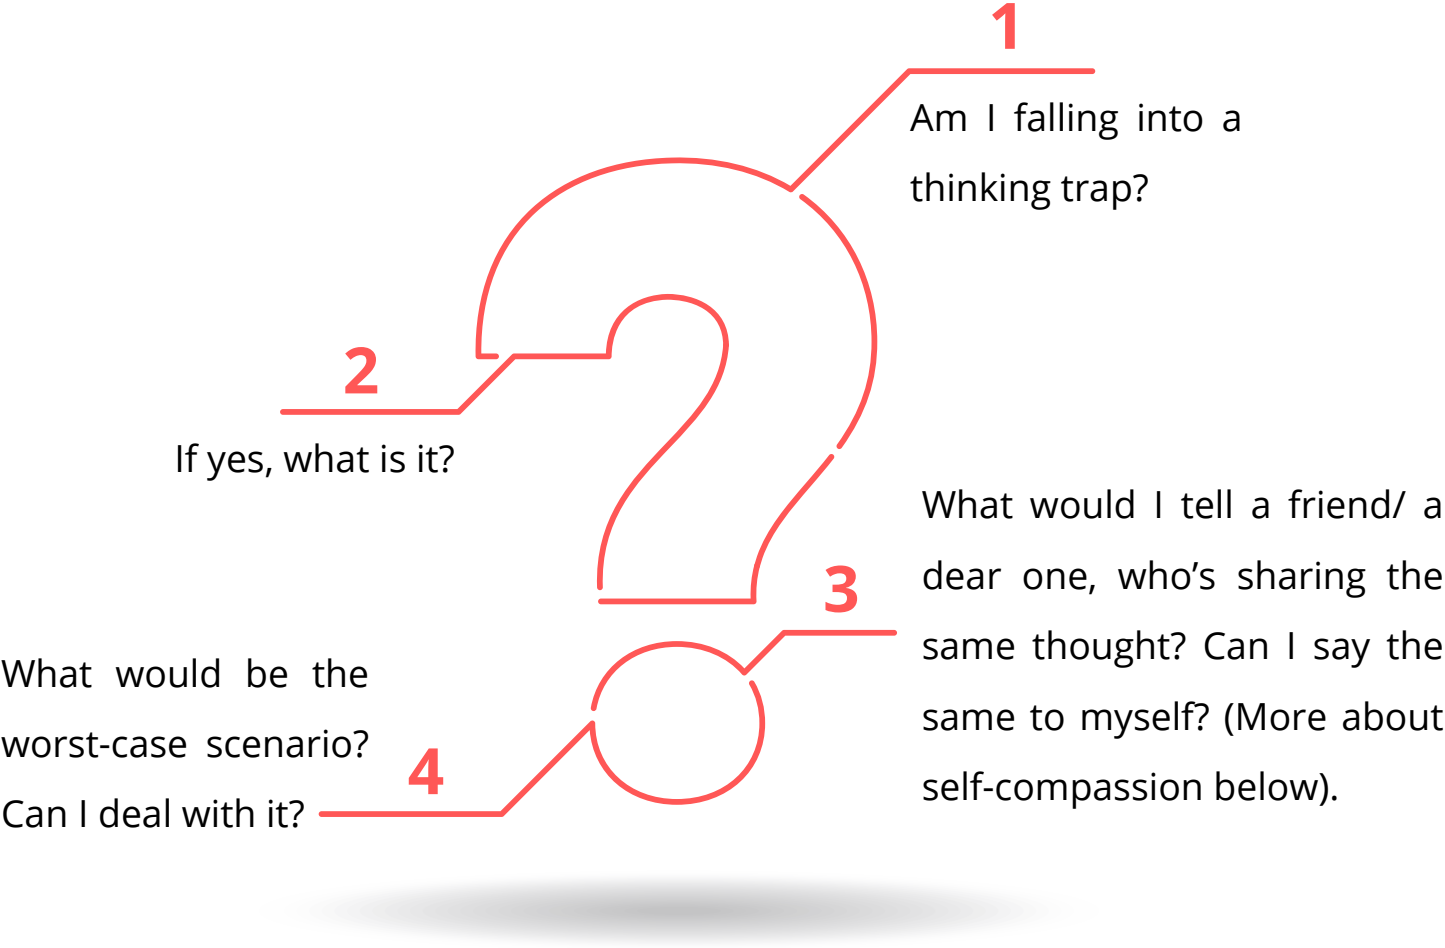 1
Am I falling into a
thinking trap?
2
If yes, what is it?
3
What would I tell a friend/ a
dear one, who’s sharing the
same thought? Can I say the
same to myself? (More about
self-compassion below).
4
What would be the
worst-case scenario?
Can I deal with it?